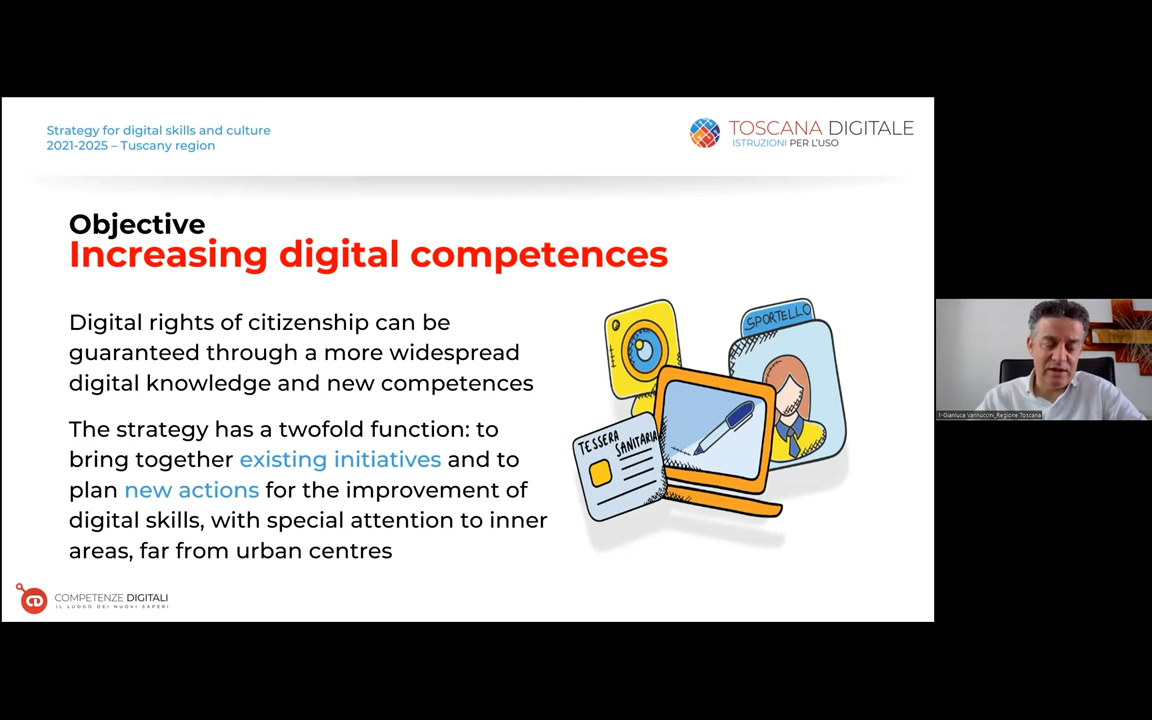 Strategy for digital skills and culture
2021-2025 – Tuscany region
TOSCANA DIGITALE
ISTRUZIONI PER L'USO
Objective
Increasing digital competences
Digital rights of citizenship can be
guaranteed through a more widespread
digital knowledge and new competences
The strategy has a twofold function: to
bring together existing initiatives and to
plan new actions for the improvement of
digital skills, with special attention to inner
areas, far from urban centres
SPORTELLO
TESSERA
SANITARIA
1-Gianluca Vannuccini_Regione Toscana
CD
COMPETENZE DIGITALI
IL LUOGO DEI NUOVI SAPERI